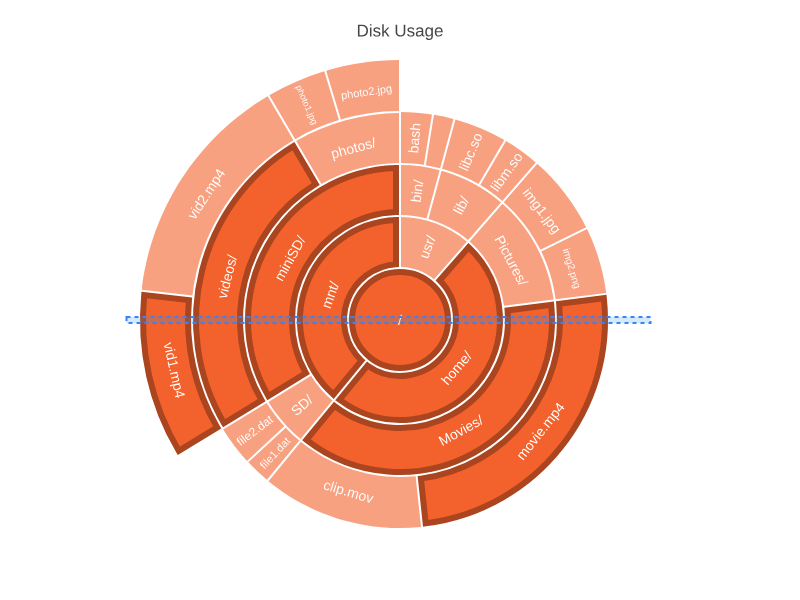 Disk Usage
photo1.jpg
photo2.jpg
bash
libc.so
libm.so
photos/
vid2.mp4
bin/
lib/
img1.jpg
usr/
miniSD/
Pictures/
videos/
mnt/
img2.png
/
vid1.mp4
home/
SD/
Movies/
movie.mp4
file2.dat
file1.dat
clip.mov